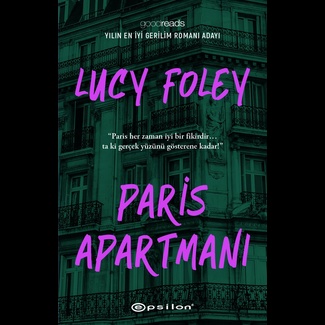 goodreads
YILIN EN İYİ GERİLİM ROMANI ADAYI
LUCY FOLEY
“Paris her zaman iyi bir fikirdir...
ta ki gerçek yüzünü gösterene kadar!”
PARİS
APARTMANI
epsilon